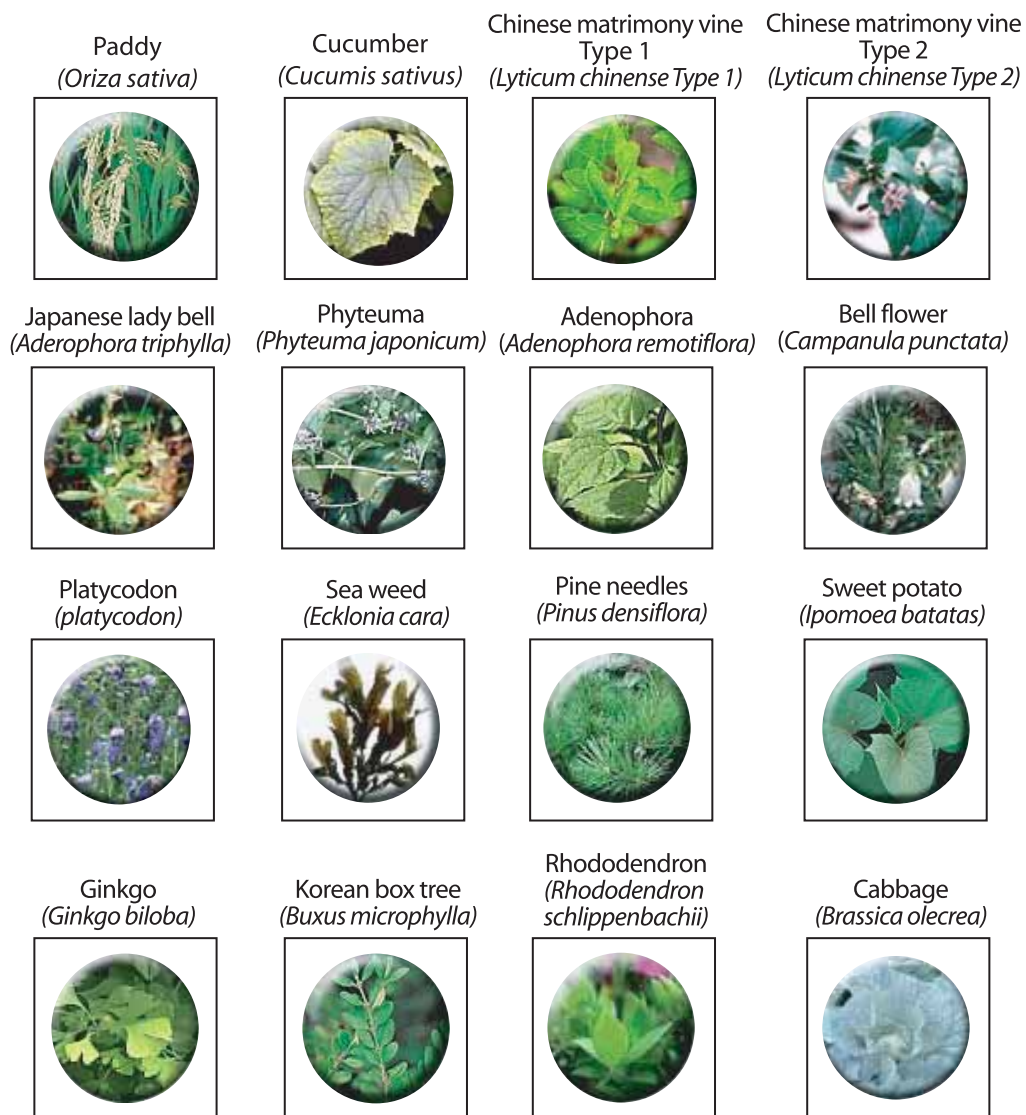 Paddy
(Oriza sativa)
Cucumber
(Cucumis sativus)
Chinese matrimony vine
Type 1
(Lyticum chinense Type 1)
Chinese matrimony vine
Type 2
(Lyticum chinense Type 2)
Japanese lady bell
(Aderophora triphylla)
Phyteuma
(Phyteuma japonicum)
Adenophora
(Adenophora remotiflora)
Bell flower
(Campanula punctata)
Platycodon
(platycodon)
Sea weed
(Ecklonia cara)
Pine needles
(Pinus densiflora)
Sweet potato
(Ipomoea batatas)
Ginkgo
(Ginkgo biloba)
Korean box tree
(Buxus microphylla)
Rhododendron
(Rhododendron
schlippenbachii)
Cabbage
(Brassica olecrea)